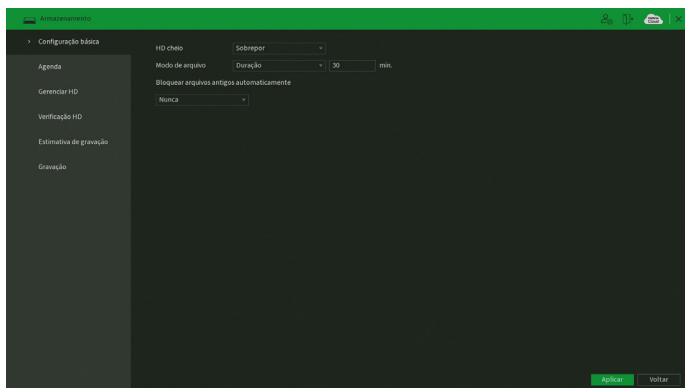 Armazenamento
Configuração básica
HD cheio Sobrepor
Agenda
Modo de arquivo Duração 30 min.
Bloquear arquivos antigos automaticamente
Gerenciar HD
Nunca
Verificação HD
Estimativa de gravação
Gravação
Aplicar Voltar